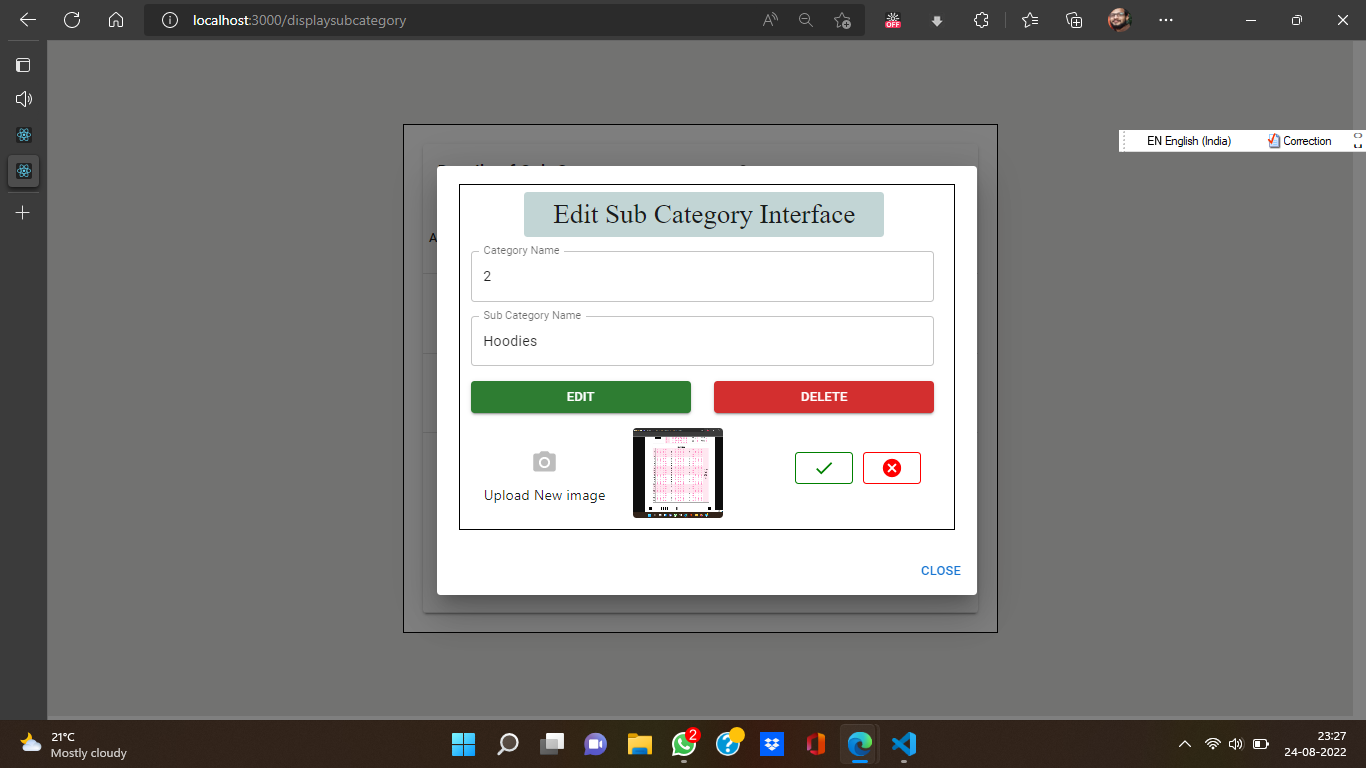 localhost:3000/displaysubcategory
OFF
EN English (India)
Correction
A
Edit Sub Category Interface
Category Name
2
Sub Category Name
Hoodies
EDIT
DELETE
Upload New image
CLOSE
21°C
Mostly cloudy
2
23:27
24-08-2022